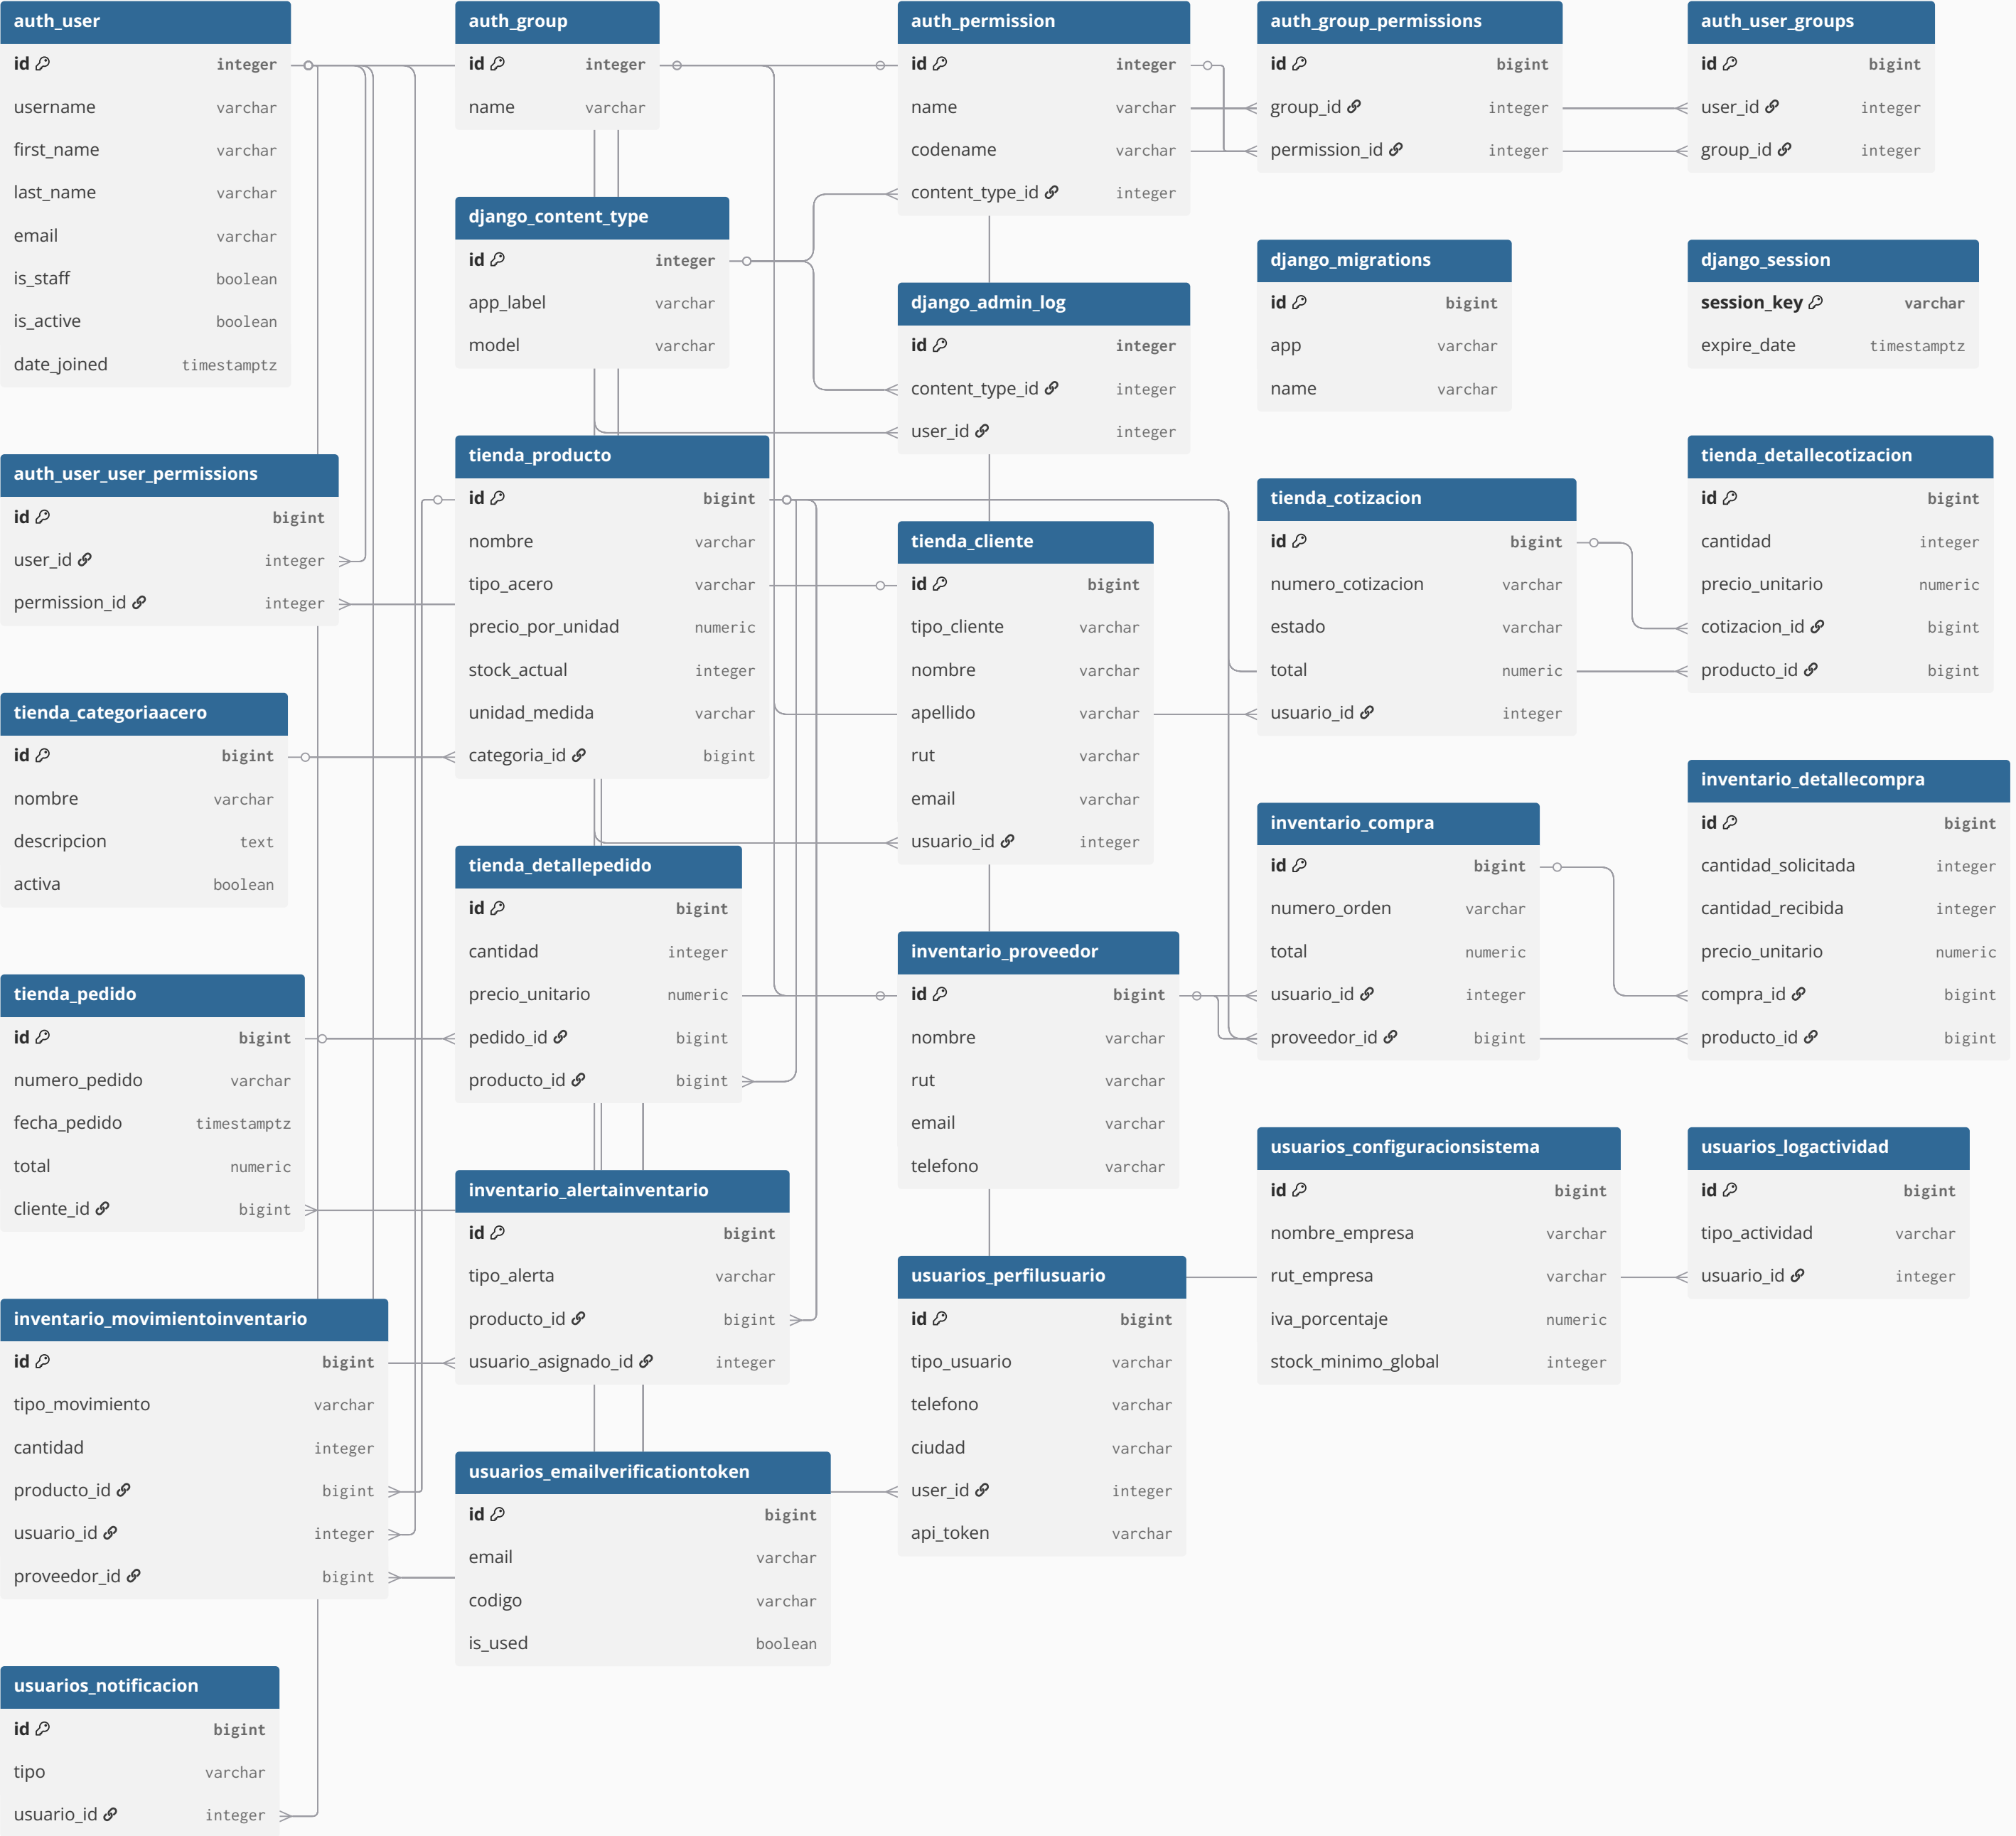 auth_user
id integer
username varchar
first_name varchar
last_name varchar
email varchar
is_staff boolean
is_active boolean
date_joined timestamptz
auth_group
id integer
name varchar
auth_permission
id integer
name varchar
codename varchar
content_type_id integer
auth_group_permissions
id bigint
group_id integer
permission_id integer
auth_user_groups
id bigint
user_id integer
group_id integer
django_content_type
id integer
app_label varchar
model varchar
django_admin_log
id integer
content_type_id integer
user_id integer
django_migrations
id bigint
app varchar
name varchar
django_session
session_key varchar
expire_date timestamptz
auth_user_user_permissions
id bigint
user_id integer
permission_id integer
tienda_producto
id bigint
nombre varchar
tipo_acero varchar
precio_por_unidad numeric
stock_actual integer
unidad_medida varchar
categoria_id bigint
tienda_cliente
id bigint
tipo_cliente varchar
nombre varchar
apellido varchar
rut varchar
email varchar
usuario_id integer
tienda_cotizacion
id bigint
numero_cotizacion varchar
estado varchar
total numeric
usuario_id integer
tienda_detallecotizacion
id bigint
cantidad integer
precio_unitario numeric
cotizacion_id bigint
producto_id bigint
tienda_categoriaacero
id bigint
nombre varchar
descripcion text
activa boolean
tienda_detallepedido
id bigint
cantidad integer
precio_unitario numeric
pedido_id bigint
producto_id bigint
inventario_proveedor
id bigint
nombre varchar
rut varchar
email varchar
telefono varchar
inventario_compra
id bigint
numero_orden varchar
total numeric
usuario_id integer
proveedor_id bigint
inventario_detallecompra
id bigint
cantidad_solicitada integer
cantidad_recibida integer
precio_unitario numeric
compra_id bigint
producto_id bigint
tienda_pedido
id bigint
numero_pedido varchar
fecha_pedido timestamptz
total numeric
cliente_id bigint
inventario_alertainventario
id bigint
tipo_alerta varchar
producto_id bigint
usuario_asignado_id integer
usuarios_perfilusuario
id bigint
tipo_usuario varchar
telefono varchar
ciudad varchar
user_id integer
api_token varchar
usuarios_configuracionsistema
id bigint
nombre_empresa varchar
rut_empresa varchar
iva_porcentaje numeric
stock_minimo_global integer
usuarios_logactividad
id bigint
tipo_actividad varchar
usuario_id integer
inventario_movimientoinventario
id bigint
tipo_movimiento varchar
cantidad integer
producto_id bigint
usuario_id integer
proveedor_id bigint
usuarios_emailverificationtoken
id bigint
email varchar
codigo varchar
is_used boolean
usuarios_notificacion
id bigint
tipo varchar
usuario_id integer